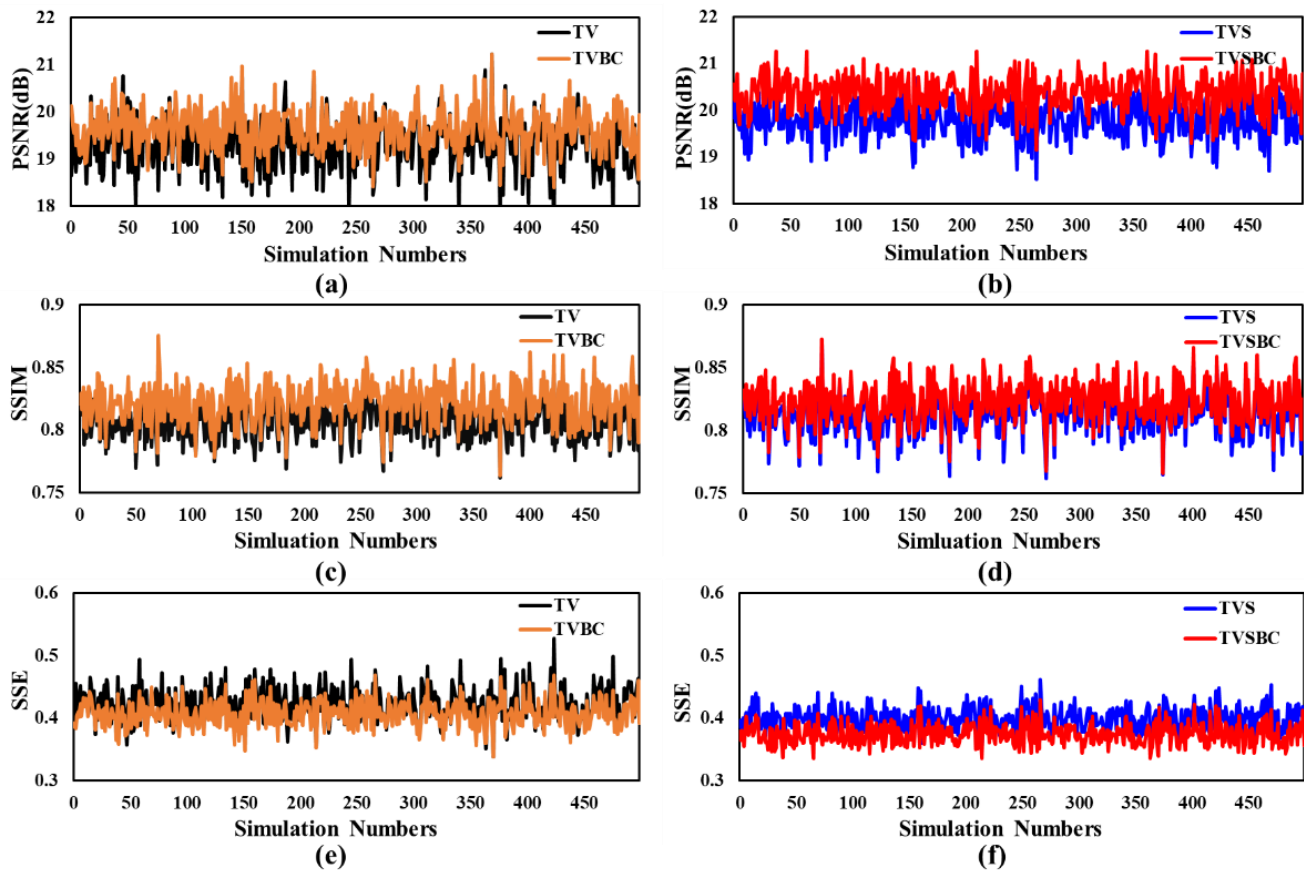 22
21
20
19
18
PSNR(dB)
TV
TVBC
0 50 100 150 200 250 300 350 400 450
Simulation Numbers
(a)
22
21
20
19
18
PSNR(dB)
TVS
TVSBC
0 50 100 150 200 250 300 350 400 450
Simulation Numbers
(b)
0.9
0.85
0.8
0.75
SSIM
TV
TVBC
0 50 100 150 200 250 300 350 400 450
Simluation Numbers
(c)
0.9
0.85
0.8
0.75
SSIM
TVS
TVSBC
0 50 100 150 200 250 300 350 400 450
Simluation Numbers
(d)
0.6
0.5
0.4
0.3
SSE
TV
TVBC
0 50 100 150 200 250 300 350 400 450
Simulation Numbers
(e)
0.6
0.5
0.4
0.3
SSE
TVS
TVSBC
0 50 100 150 200 250 300 350 400 450
Simulation Numbers
(f)